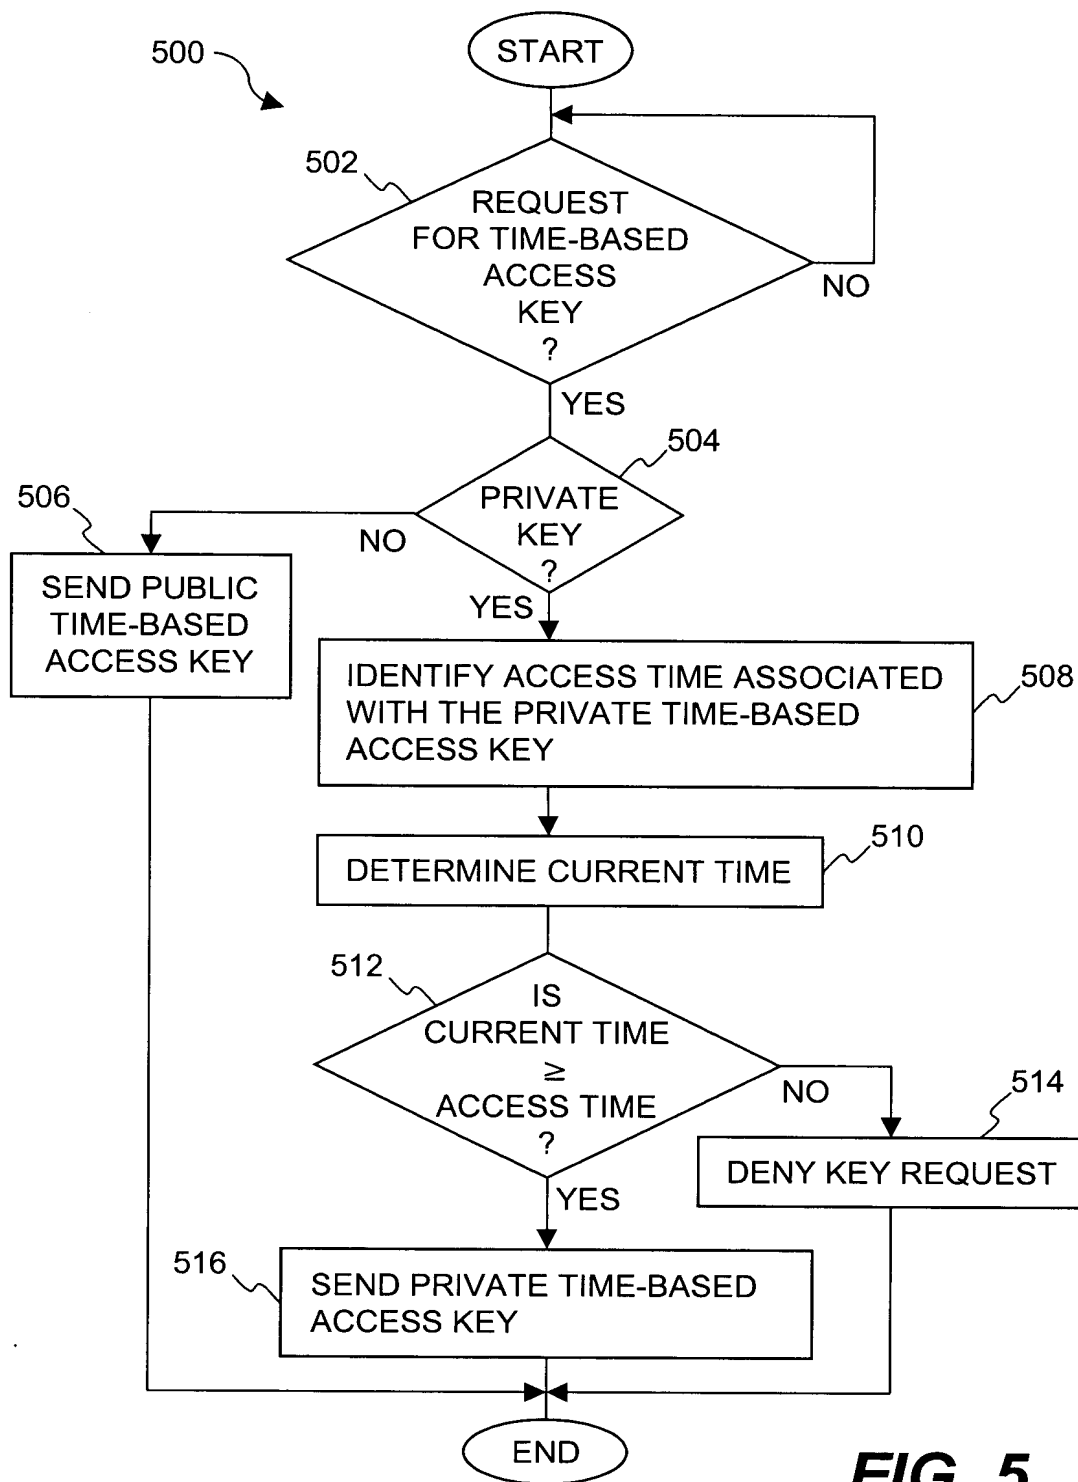 START
500
502
REQUEST
FOR TIME-BASED
ACCESS
KEY
?
NO
YES
504
PRIVATE
KEY
?
NO
YES
506
SEND PUBLIC
TIME-BASED
ACCESS KEY
IDENTIFY ACCESS TIME ASSOCIATED
WITH THE PRIVATE TIME-BASED
ACCESS KEY
508
DETERMINE CURRENT TIME
510
512
IS
CURRENT TIME
≥
ACCESS TIME
?
NO
YES
514
DENY KEY REQUEST
516
SEND PRIVATE TIME-BASED
ACCESS KEY
END
FIG. 5